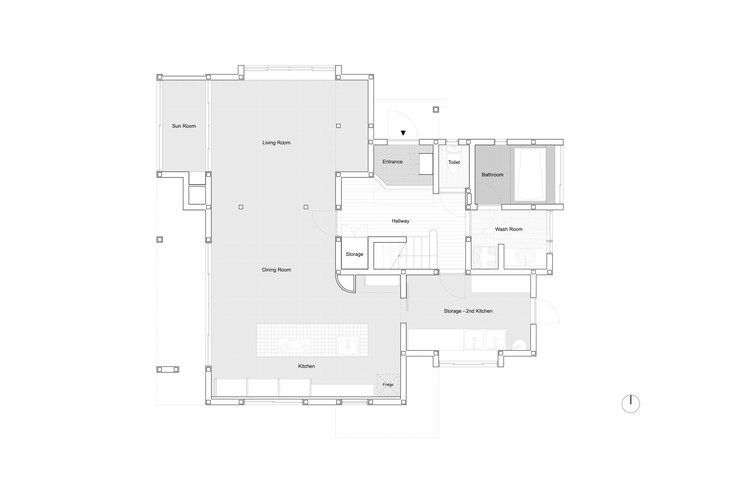 Sun Room
Living Room
Entrance
Toilet
Bathroom
Hallway
Wash Room
Storage
Dining Room
Storage - 2nd Kitchen
Kitchen
Fridge